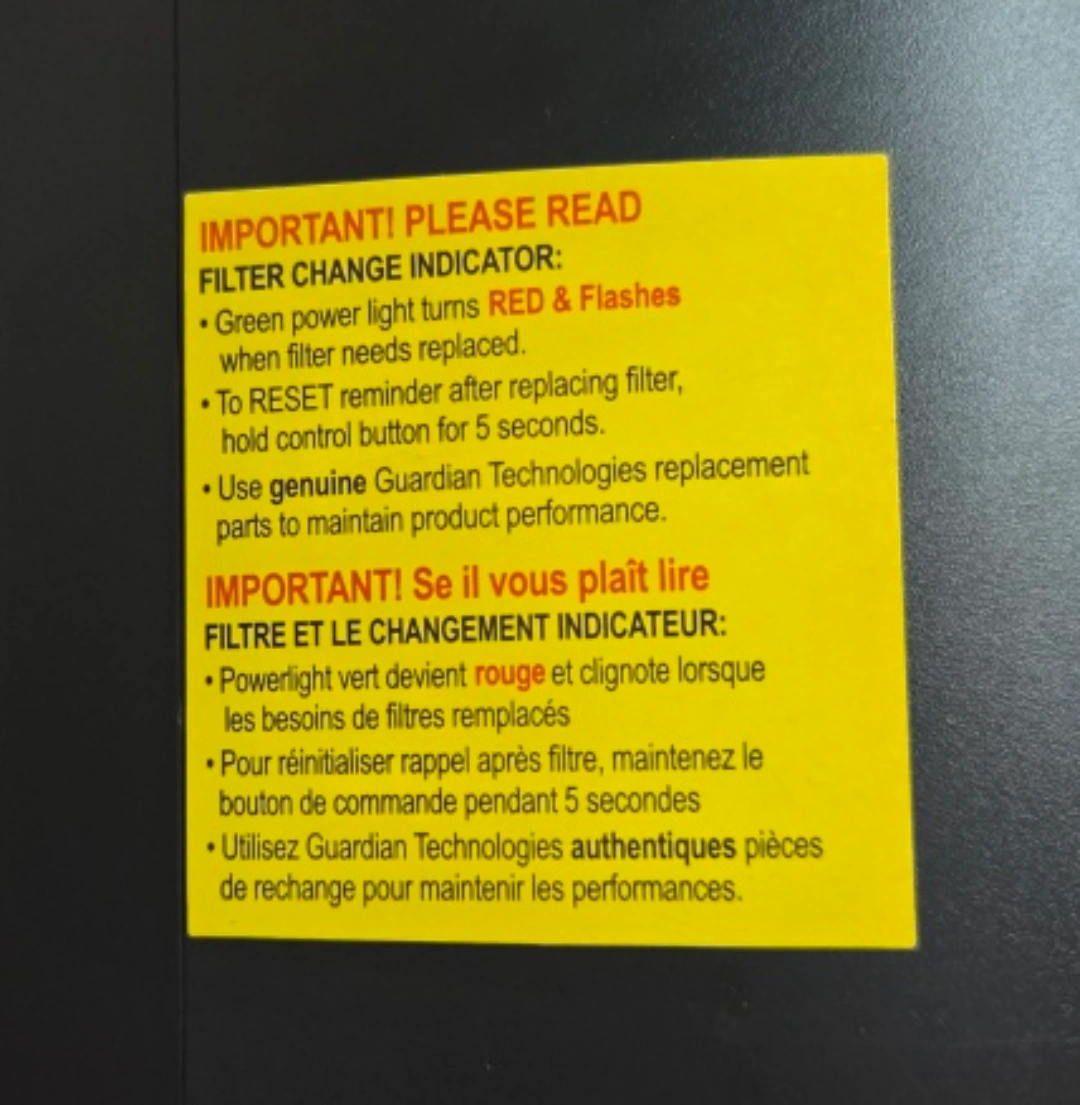 IMPORTANT! PLEASE READ
FILTER CHANGE INDICATOR:
• Green power light turns RED & Flashes
when filter needs replaced.
• To RESET reminder after replacing filter,
hold control button for 5 seconds.
• Use genuine Guardian Technologies replacement
parts to maintain product performance.
IMPORTANT! Se il vous plaît lire
FILTRE ET LE CHANGEMENT INDICATEUR:
• Powerlight vert devient rouge et clignote lorsque
les besoins de filtres remplacés
• Pour réinitialiser rappel après filtre, maintenez le
bouton de commande pendant 5 secondes
• Utilisez Guardian Technologies authentiques pièces
de rechange pour maintenir les performances.